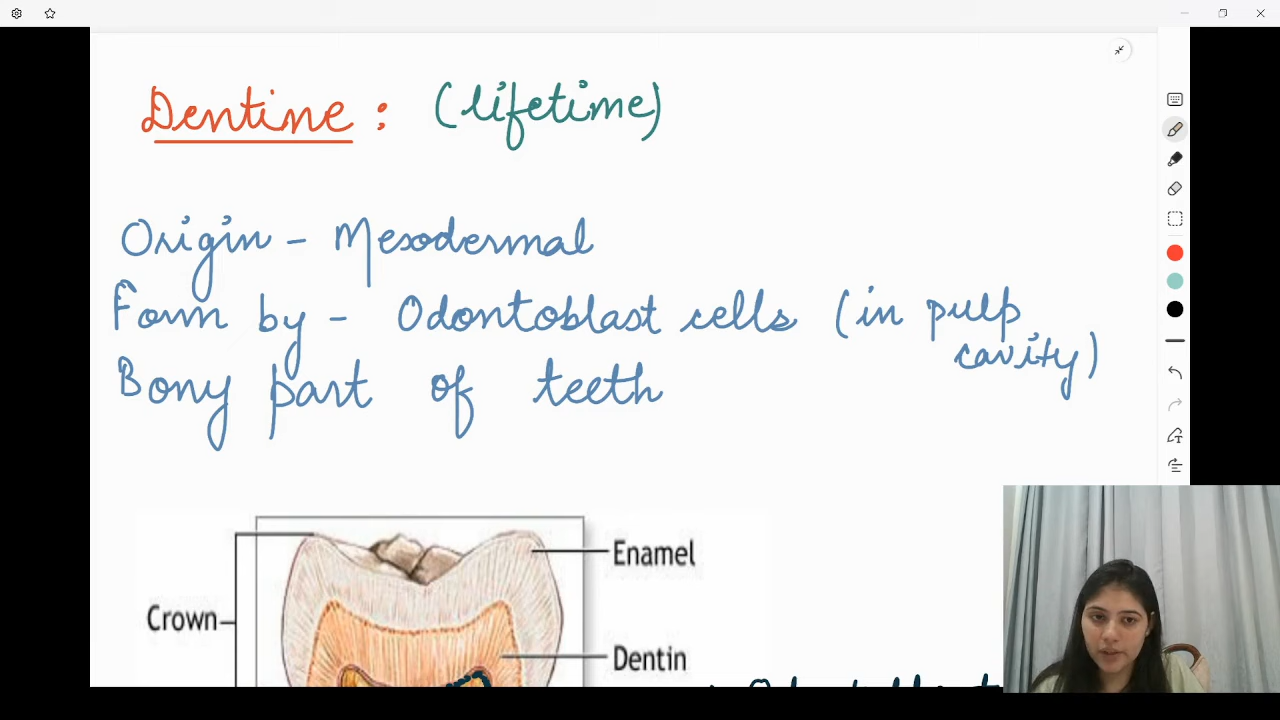 Dentine : (lifetime)
Origin - Mesodermal
Form by - Odontoblast cells (in pulp
cavity)
Bony part of teeth
Enamel
Crown
Dentin